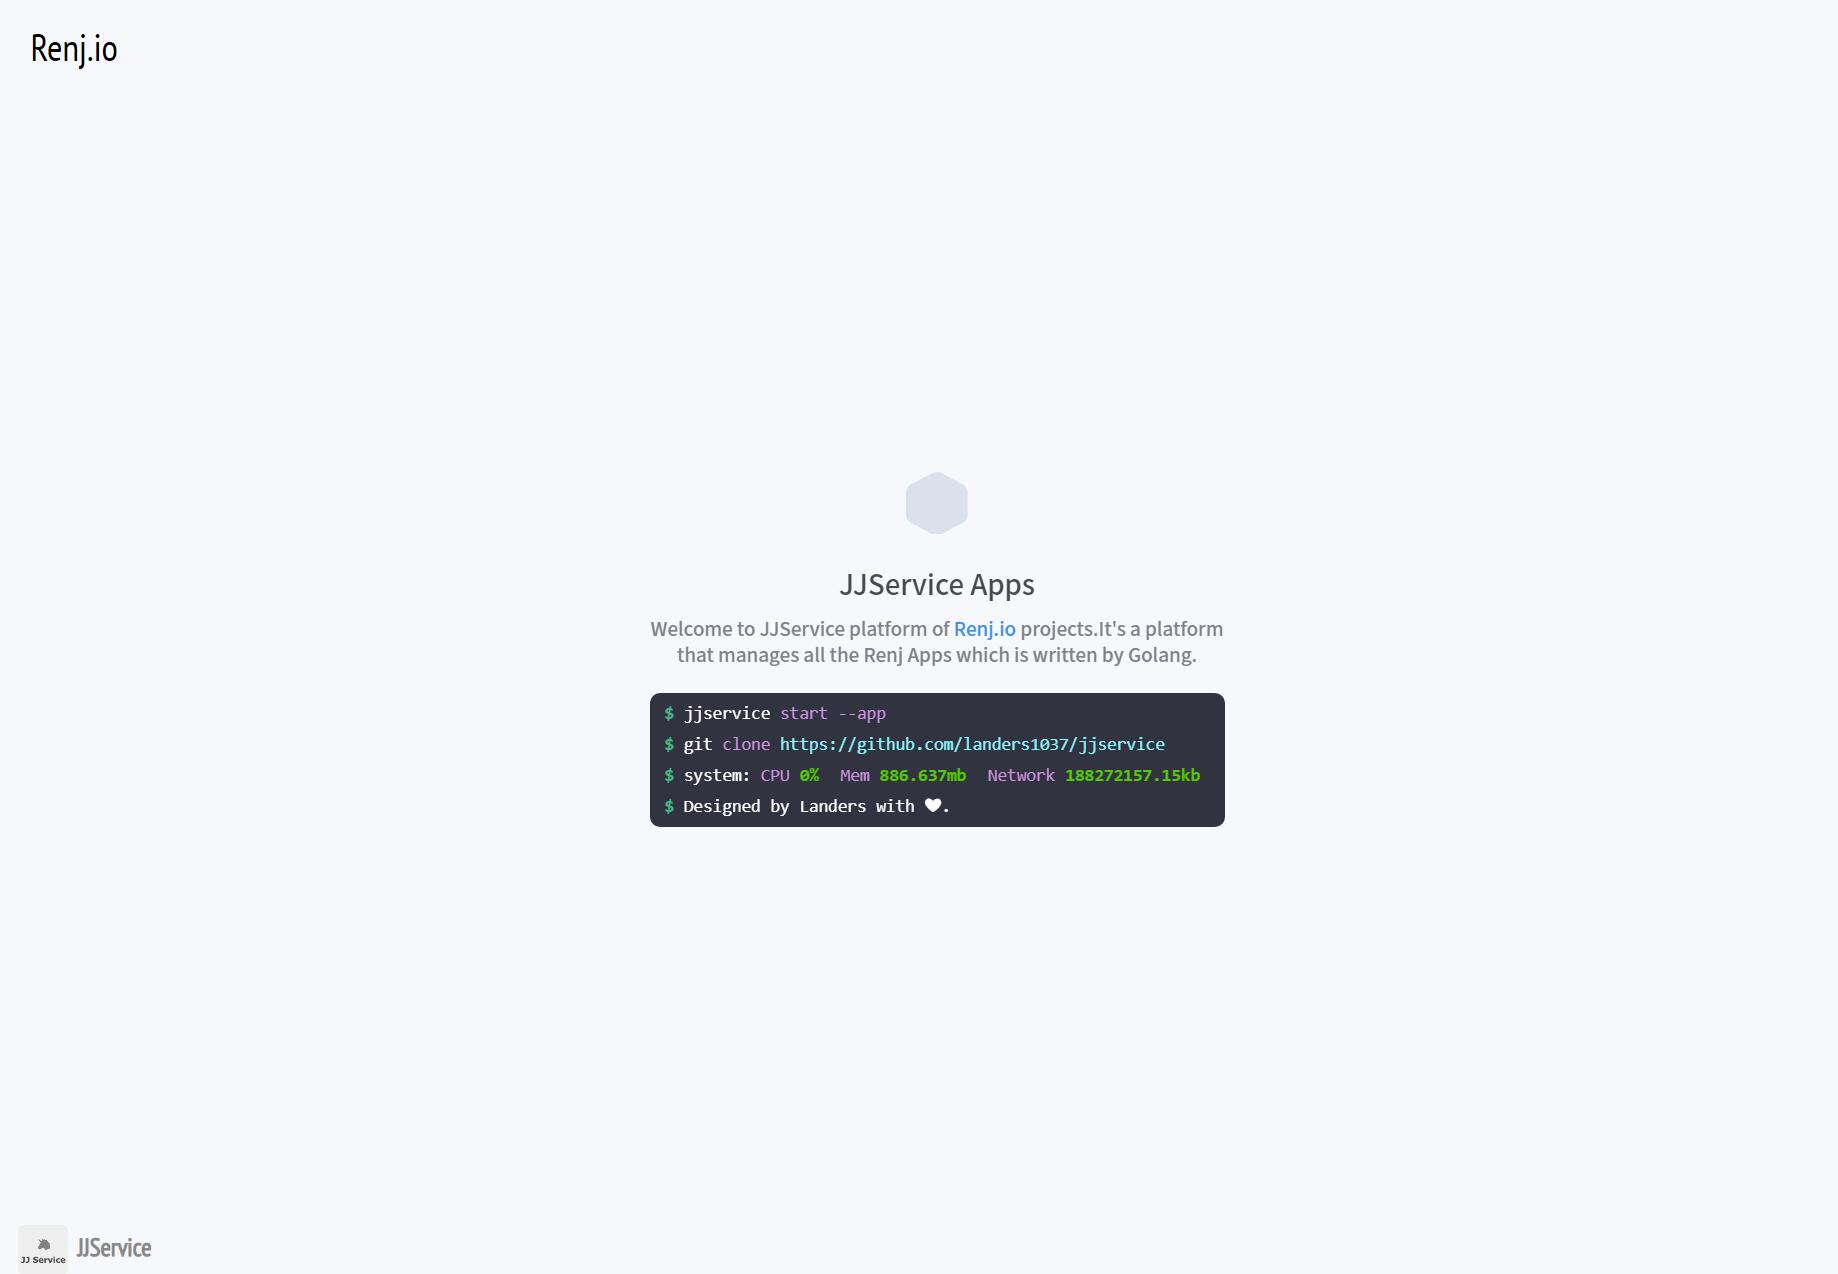 Renj.io
JJService Apps
Welcome to JJService platform of Renj.io projects.It's a platform
that manages all the Renj Apps which is written by Golang.
$ jjservice start --app
$ git clone https://github.com/landers1037/jjservice
$ system: CPU 0% Mem 886.637mb Network 188272157.15kb
$ Designed by Landers with ❤.
JJ Service
JJService